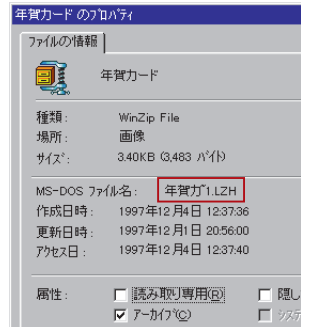 年賀カード のプロパティ
ファイルの情報
年賀カード
種類: WinZip File
場所: 画像
サイズ: 3.40KB (3,483 バイト)
MS-DOS ファイル名: 年賀ガ~1.LZH
作成日時: 1997年12月4日 12:37:36
更新日時: 1997年12月1日 20:56:00
アクセス日: 1997年12月4日 12:37:40
属性: 読み取り専用(R) 隠し
アーカイブ(C) システ